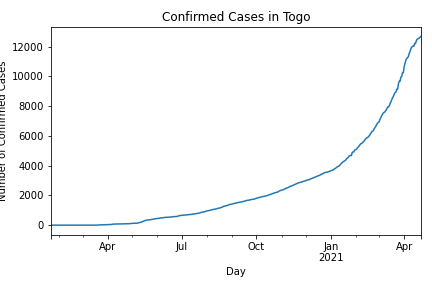 Confirmed Cases in Togo
Number of Confirmed Cases
12000
10000
8000
6000
4000
2000
0
Apr
Jul
Oct
Jan
Apr
2021
Day